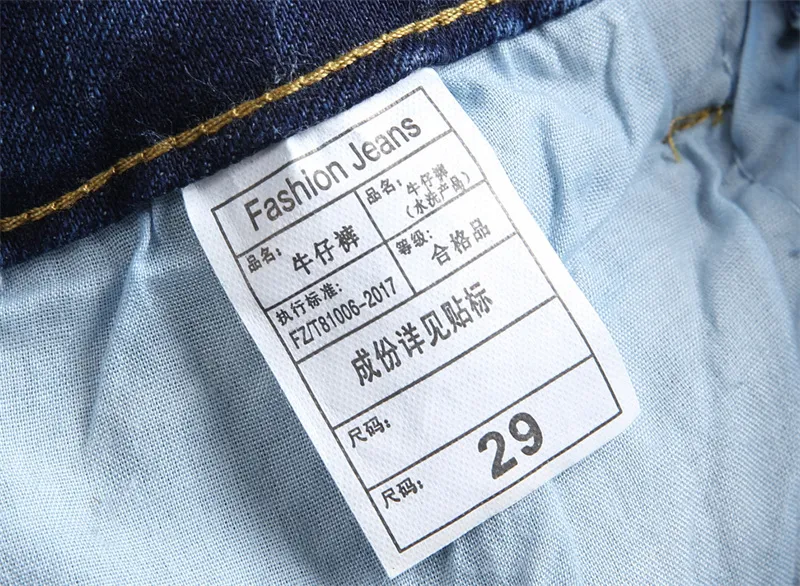 Fashion Jeans
品名: 牛仔裤
品名: 牛仔裤
(水洗产品)
执行标准:
FZ/T81006-2017
等级: 合格品
成份详见贴标
尺码:
尺码: 29